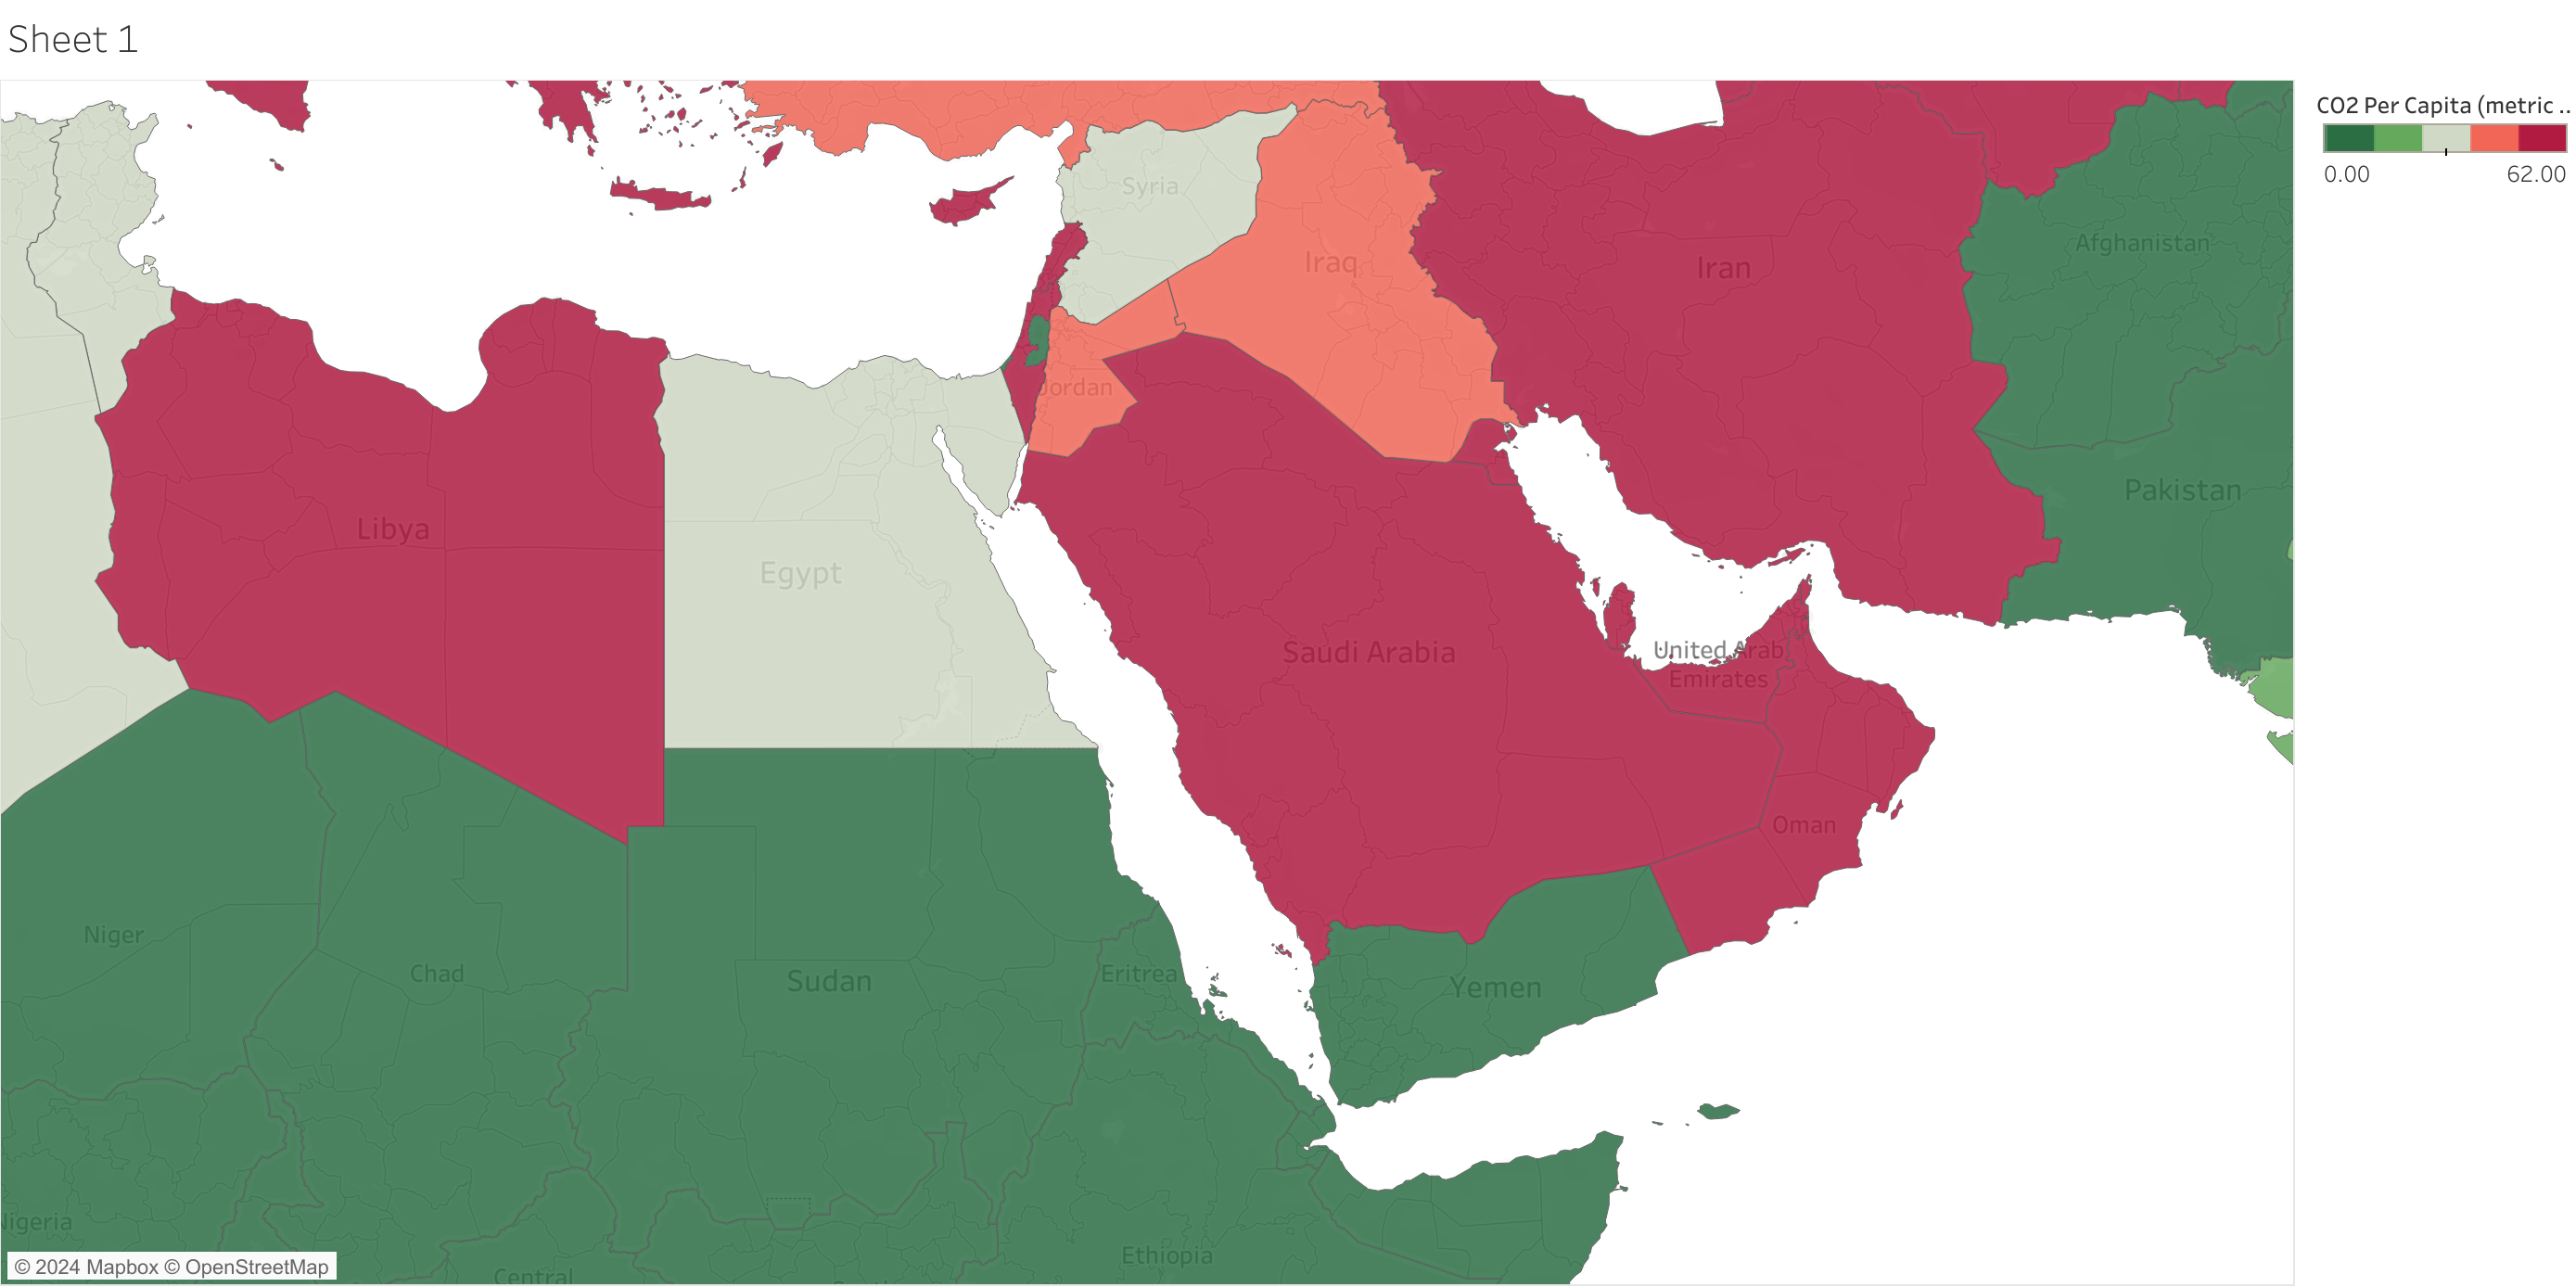 Sheet 1
CO2 Per Capita (metric ..
0.00
62.00
Syria
Iraq
Iran
Afghanistan
Jordan
Pakistan
Libya
Egypt
Saudi Arabia
United Arab
Emirates
Oman
Niger
Chad
Sudan
Eritrea
Yemen
Nigeria
Ethiopia
Central
© 2024 Mapbox © OpenStreetMap